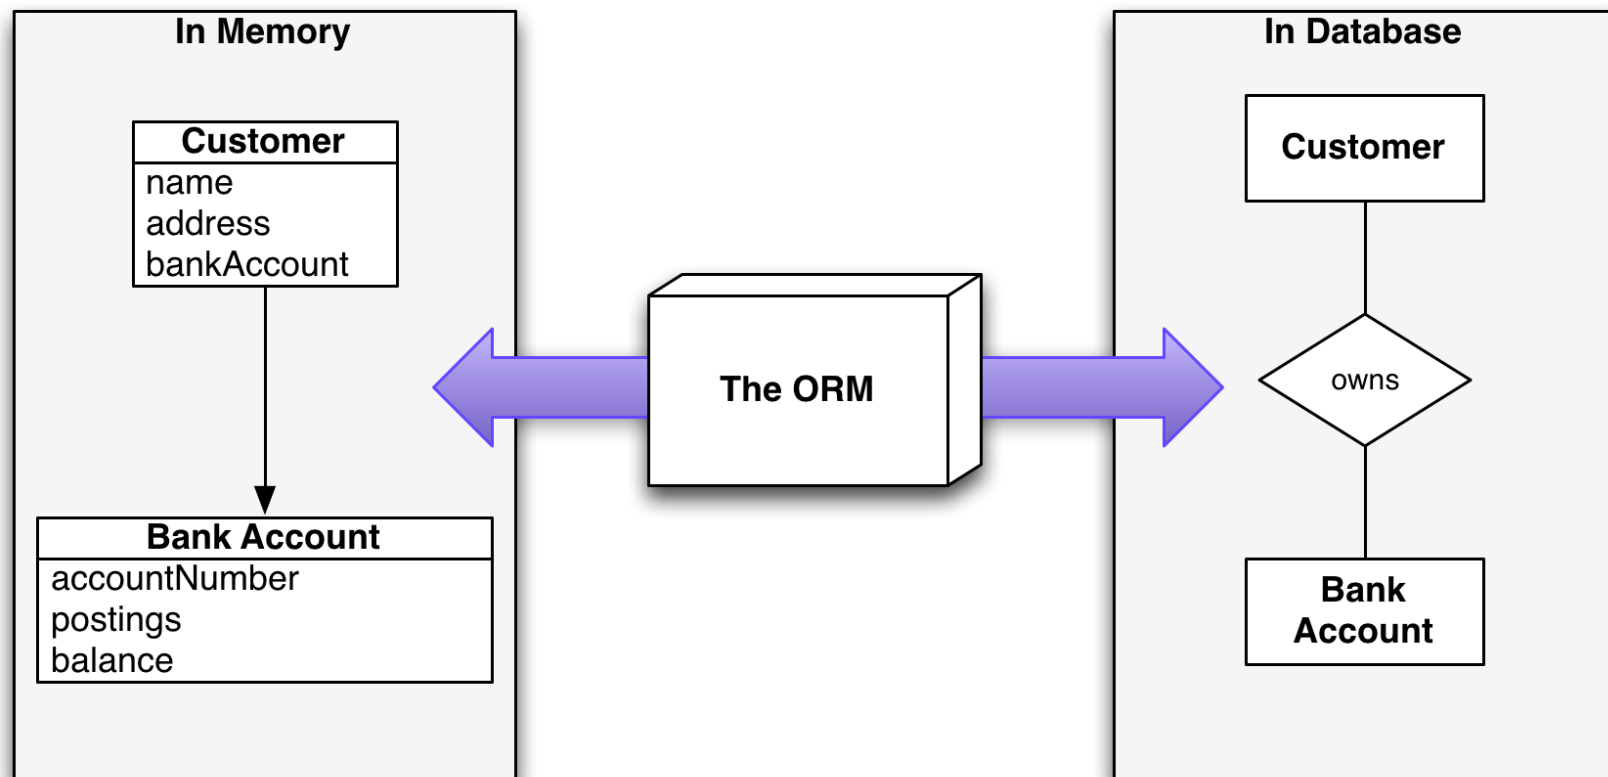 In Memory
Customer
name
address
bankAccount
Bank Account
accountNumber
postings
balance
The ORM
In Database
Customer
owns
Bank
Account